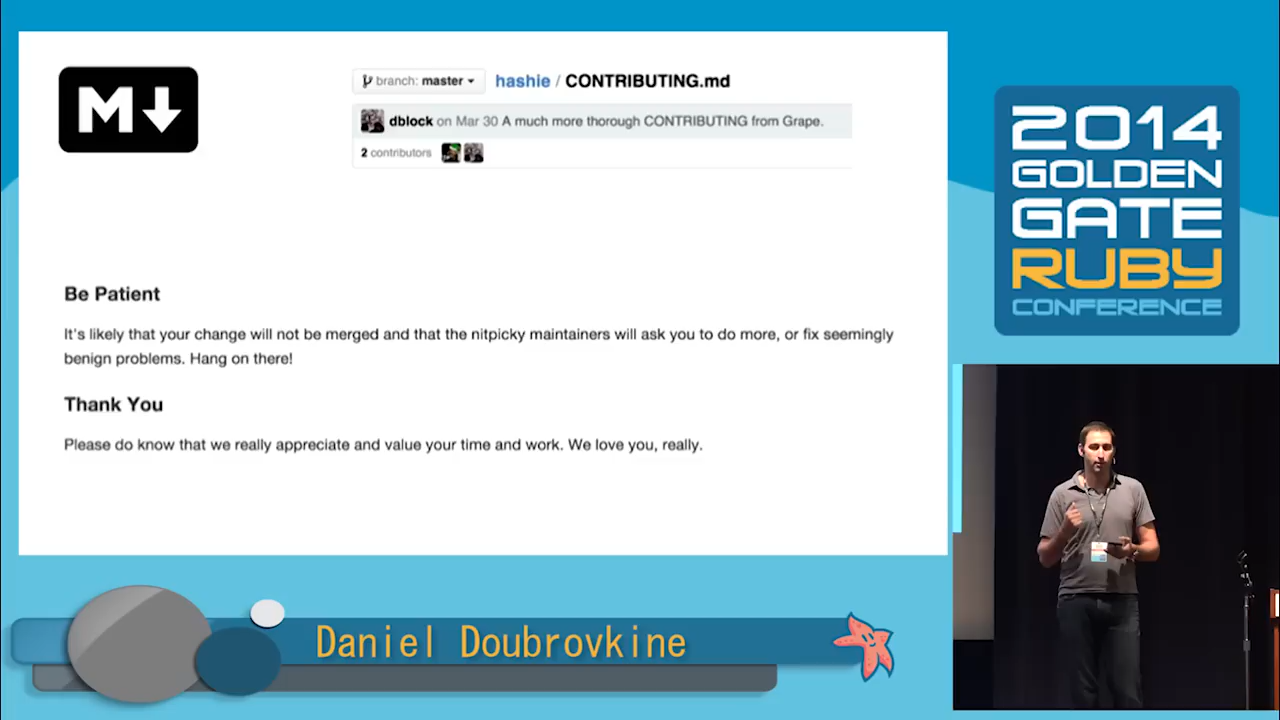 M
branch: master
hashie / CONTRIBUTING.md
dblock on Mar 30 A much more thorough CONTRIBUTING from Grape.
2 contributors
Be Patient
It's likely that your change will not be merged and that the nitpicky maintainers will ask you to do more, or fix seemingly
benign problems. Hang on there!
Thank You
Please do know that we really appreciate and value your time and work. We love you, really.
2014
GOLDEN
GATE
RUBY
CONFERENCE
Daniel Doubrovkine